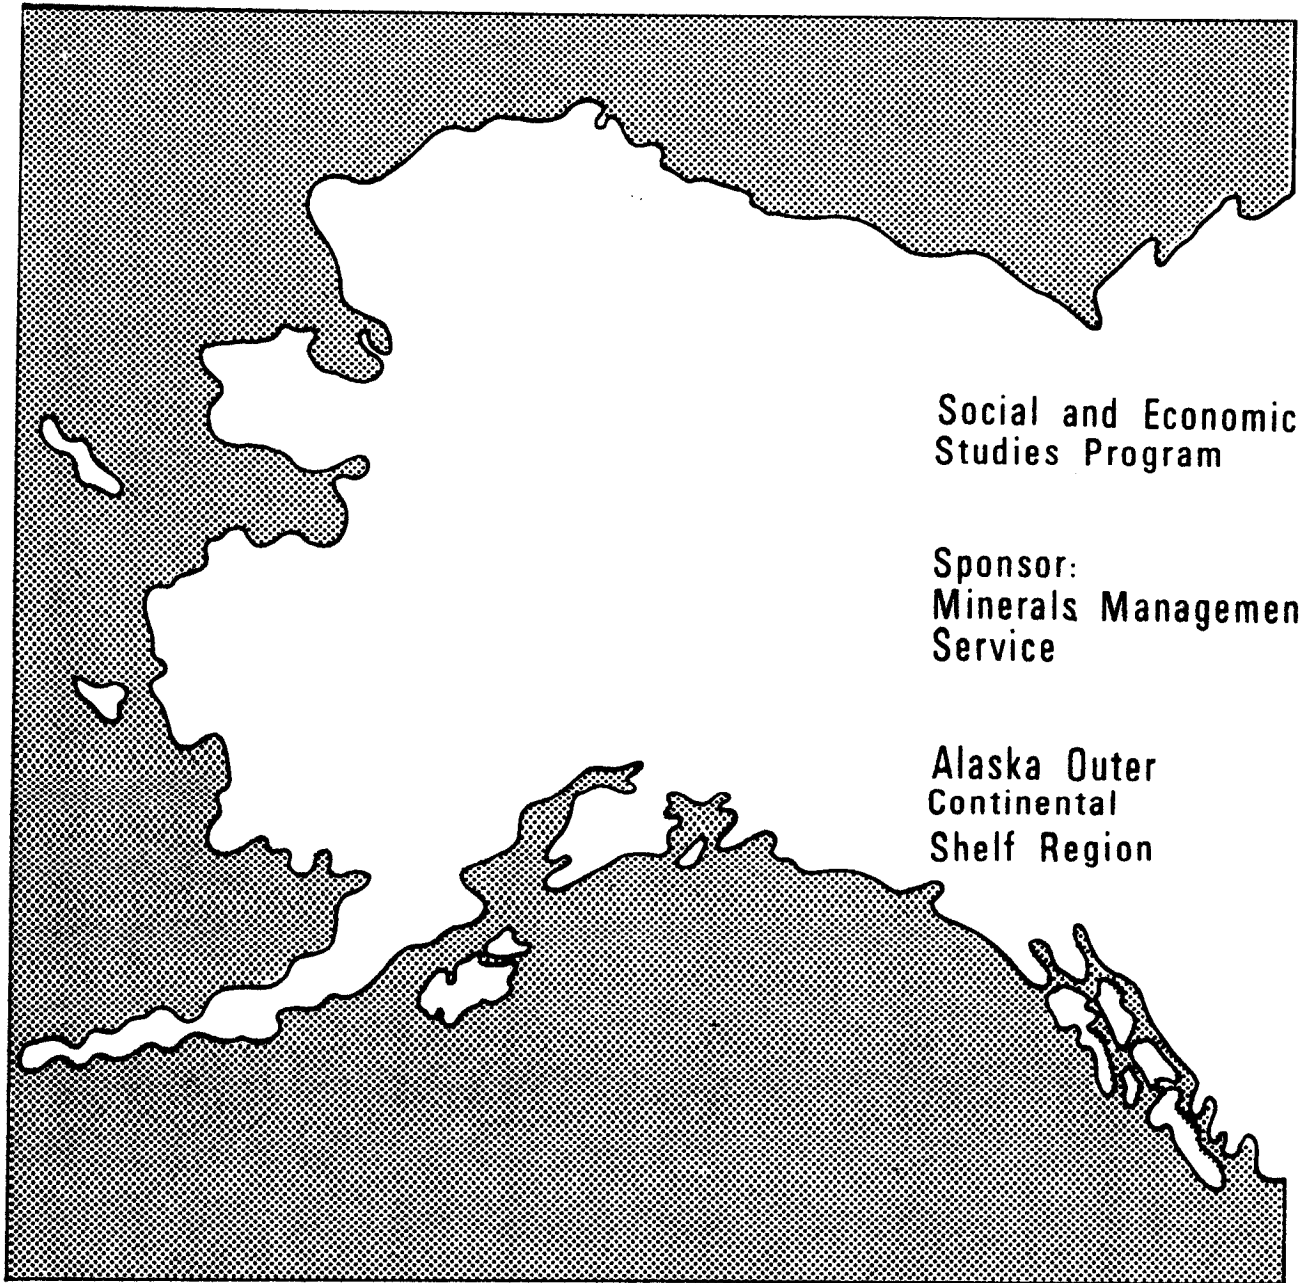 Social and Economic
Studies Program
Sponsor:
Minerals Managemen
Service
Alaska Outer
Continental
Shelf Region